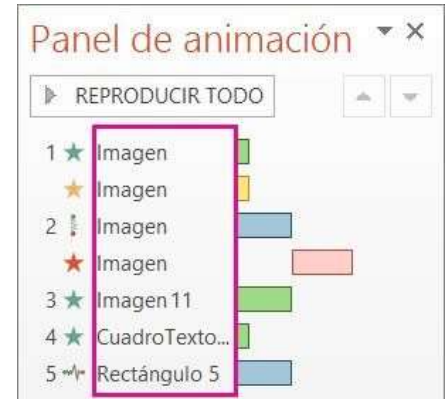 Panel de animación
REPRODUCIR TODO
1 Imagen
Imagen
2 Imagen
Imagen
3 Imagen 11
4 CuadroTexto...
5 Rectángulo 5